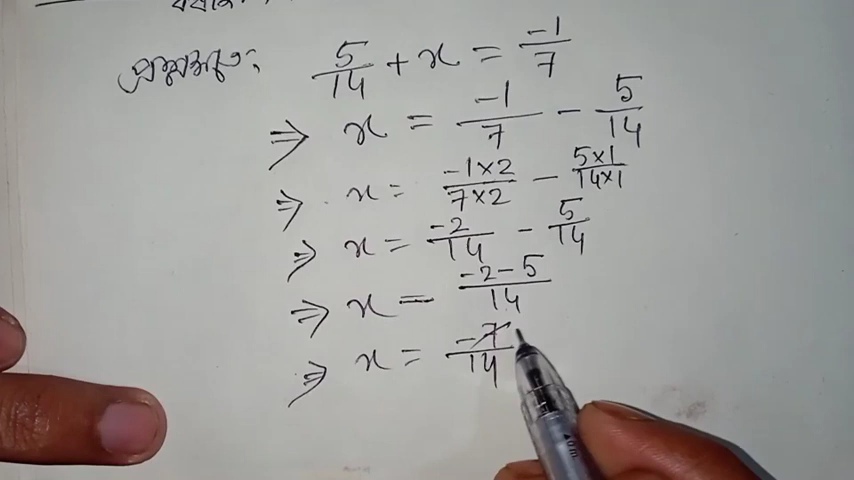 প্রশ্নমতে, 5/14 + x = -1/7
⇒ x = -1/7 - 5/14
⇒ x = -1×2/7×2 - 5×1/14×1
⇒ x = -2/14 - 5/14
⇒ x = -2-5/14
⇒ x = -7/14